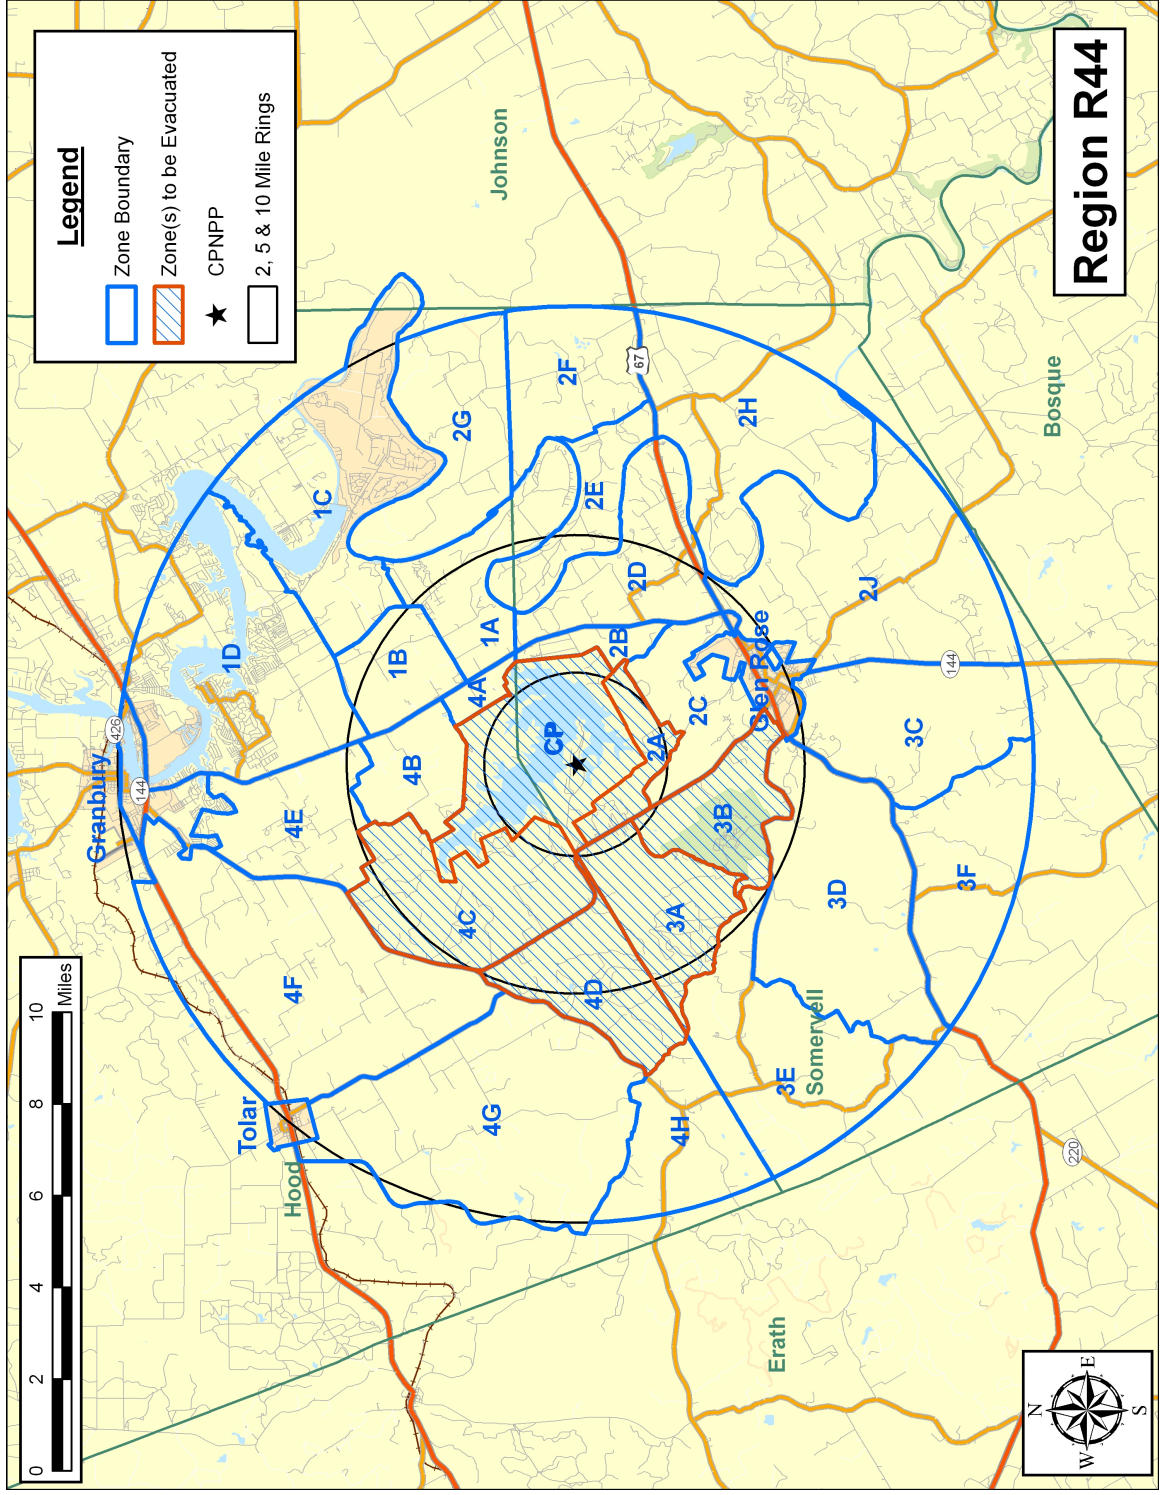 Legend
Zone Boundary
Zone(s) to be Evacuated
CPNPP
2, 5 & 10 Mile Rings
Region R44
0 2 4 6 8 10
Miles
N
W E
S
Granbury
426
144
Tolar
Hood
Johnson
67
Glen Rose
144
Bosque
Somervell
Erath
220
CP
1A
1B
1C
1D
2A
2B
2C
2D
2E
2F
2G
2H
2J
3A
3B
3C
3D
3E
3F
4A
4B
4C
4D
4E
4F
4G
4H